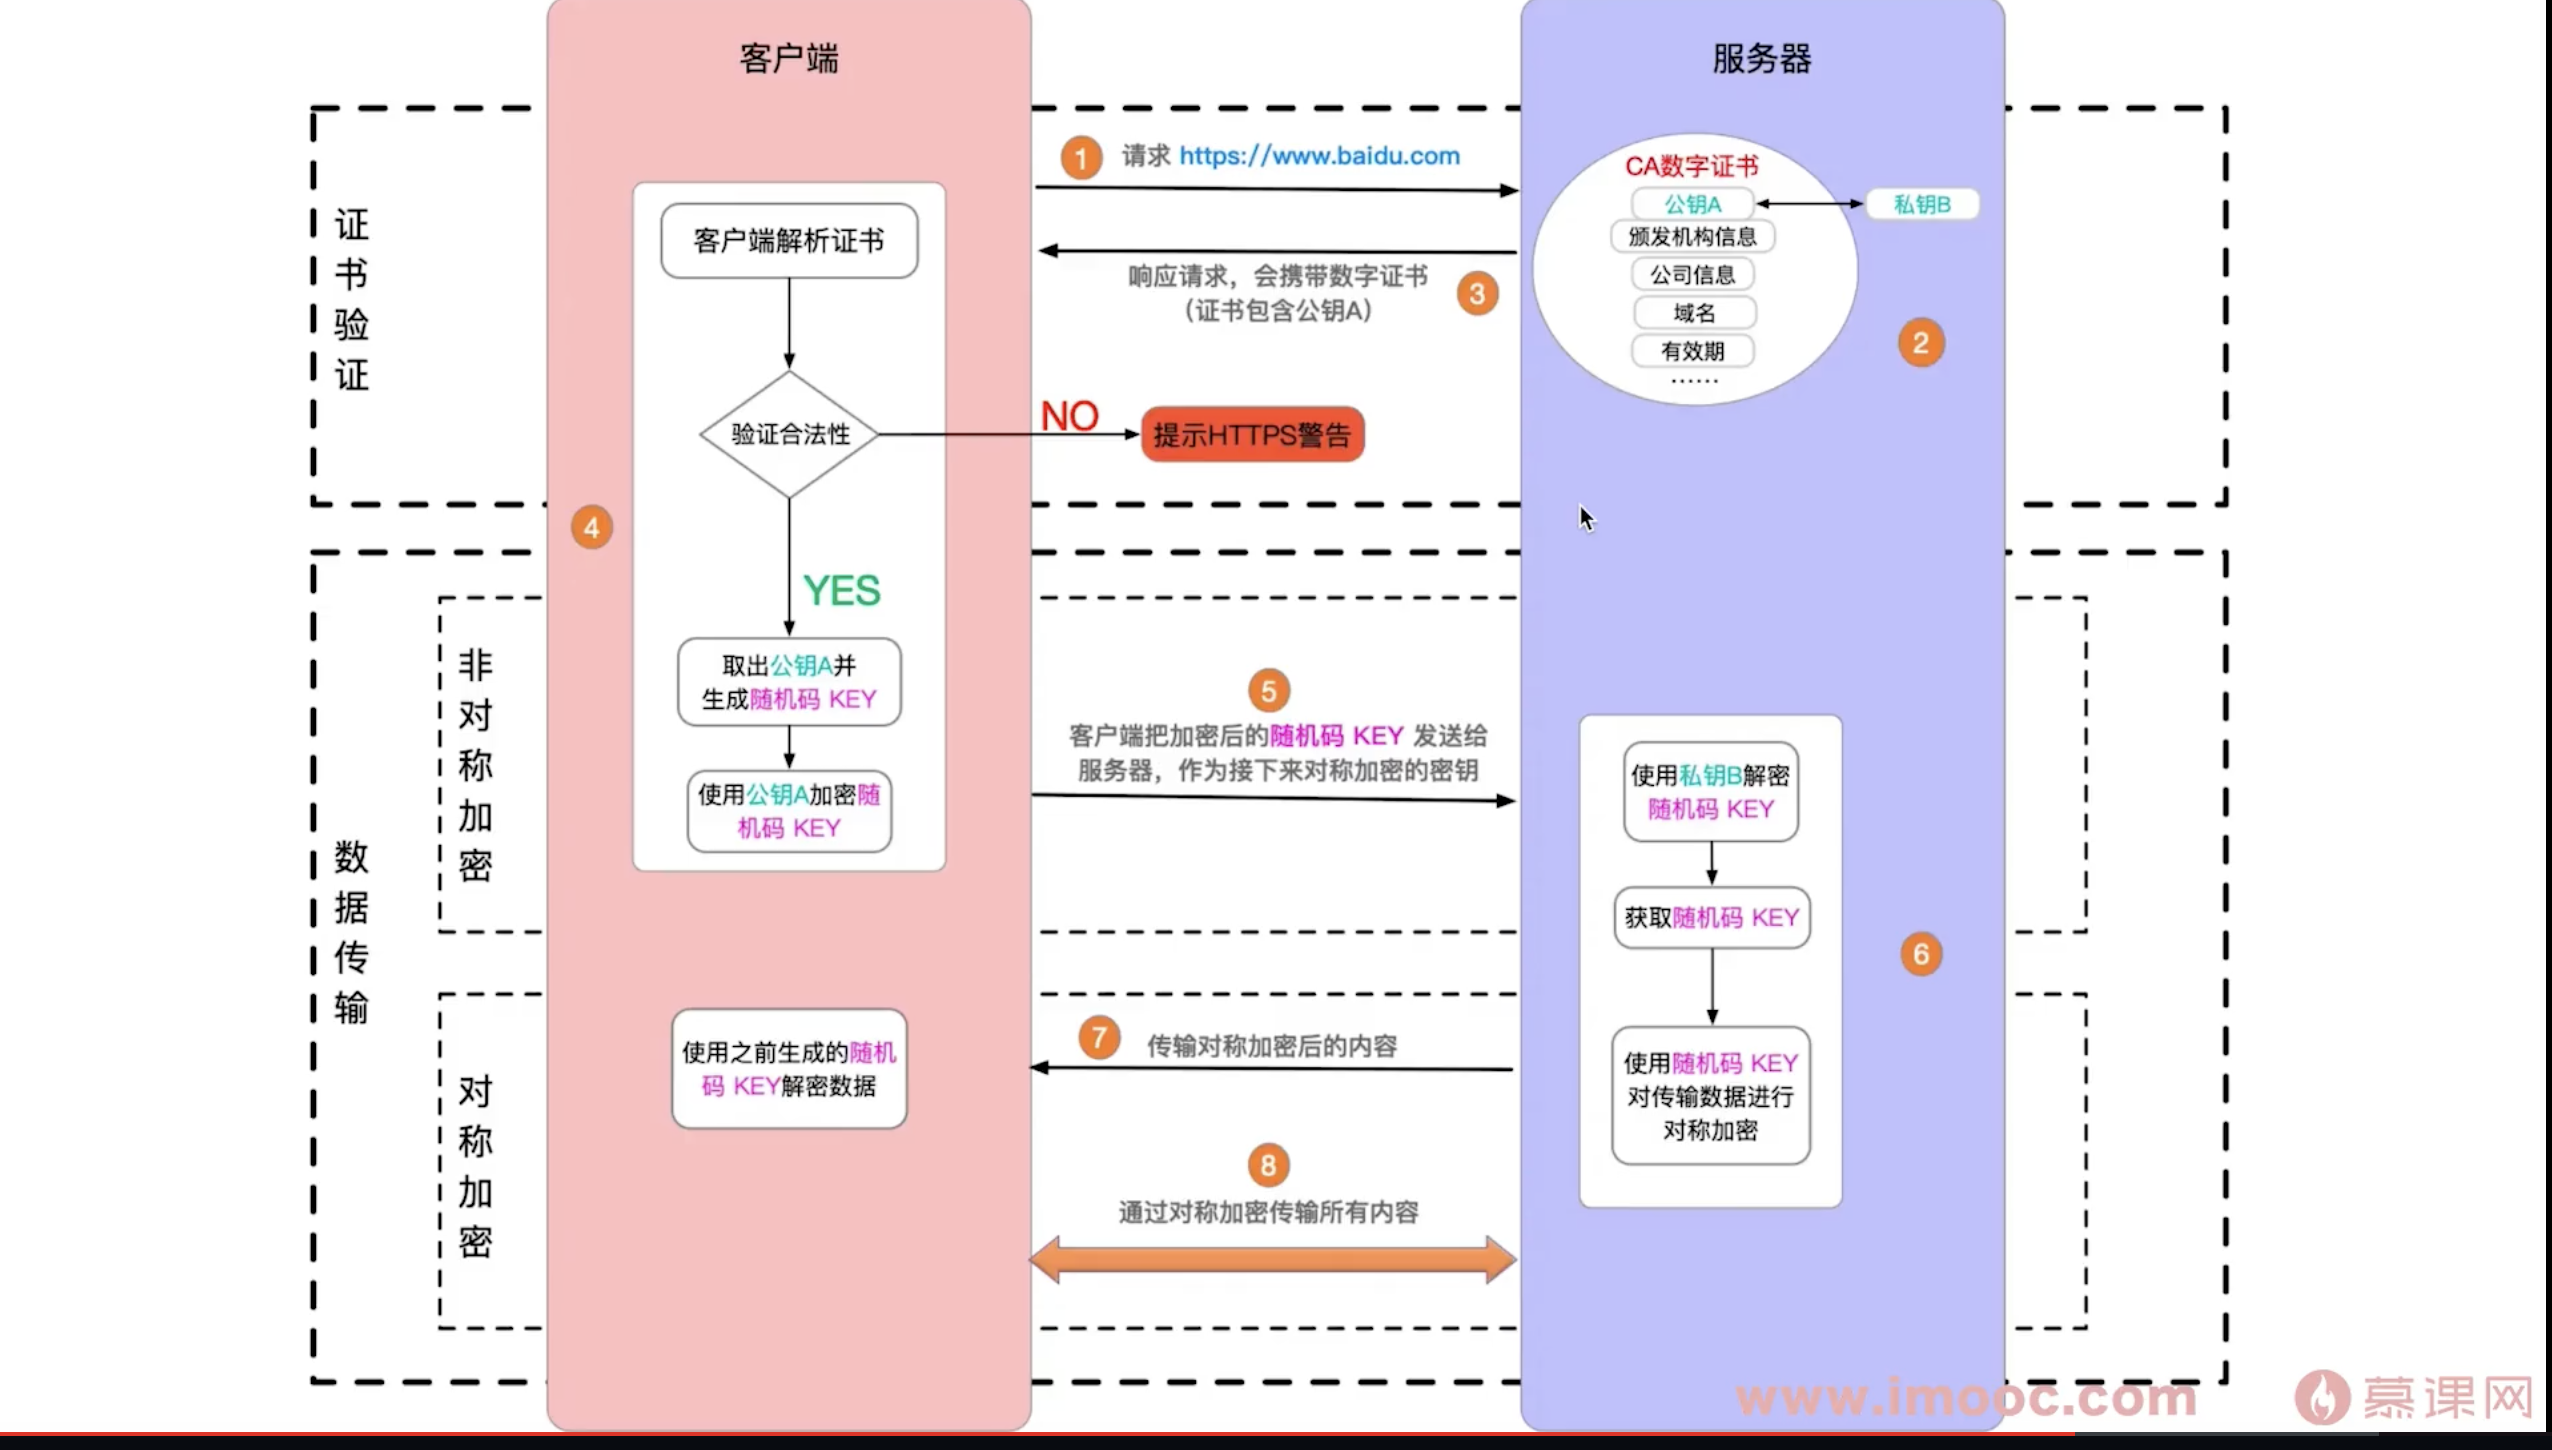 客户端
服务器
证书验证
1
请求 https://www.baidu.com
CA数字证书
公钥A
私钥B
颁发机构信息
公司信息
域名
有效期
......
2
响应请求，会携带数字证书
（证书包含公钥A）
3
客户端解析证书
验证合法性
NO
提示HTTPS警告
4
YES
数据传输
非对称加密
取出公钥A并
生成随机码 KEY
使用公钥A加密随
机码 KEY
5
客户端把加密后的随机码 KEY 发送给
服务器，作为接下来对称加密的密钥
使用私钥B解密
随机码 KEY
获取随机码 KEY
6
使用随机码 KEY
对传输数据进行
对称加密
对称加密
7
传输对称加密后的内容
使用之前生成的随机
码 KEY解密数据
8
通过对称加密传输所有内容
www.imooc.com
慕课网